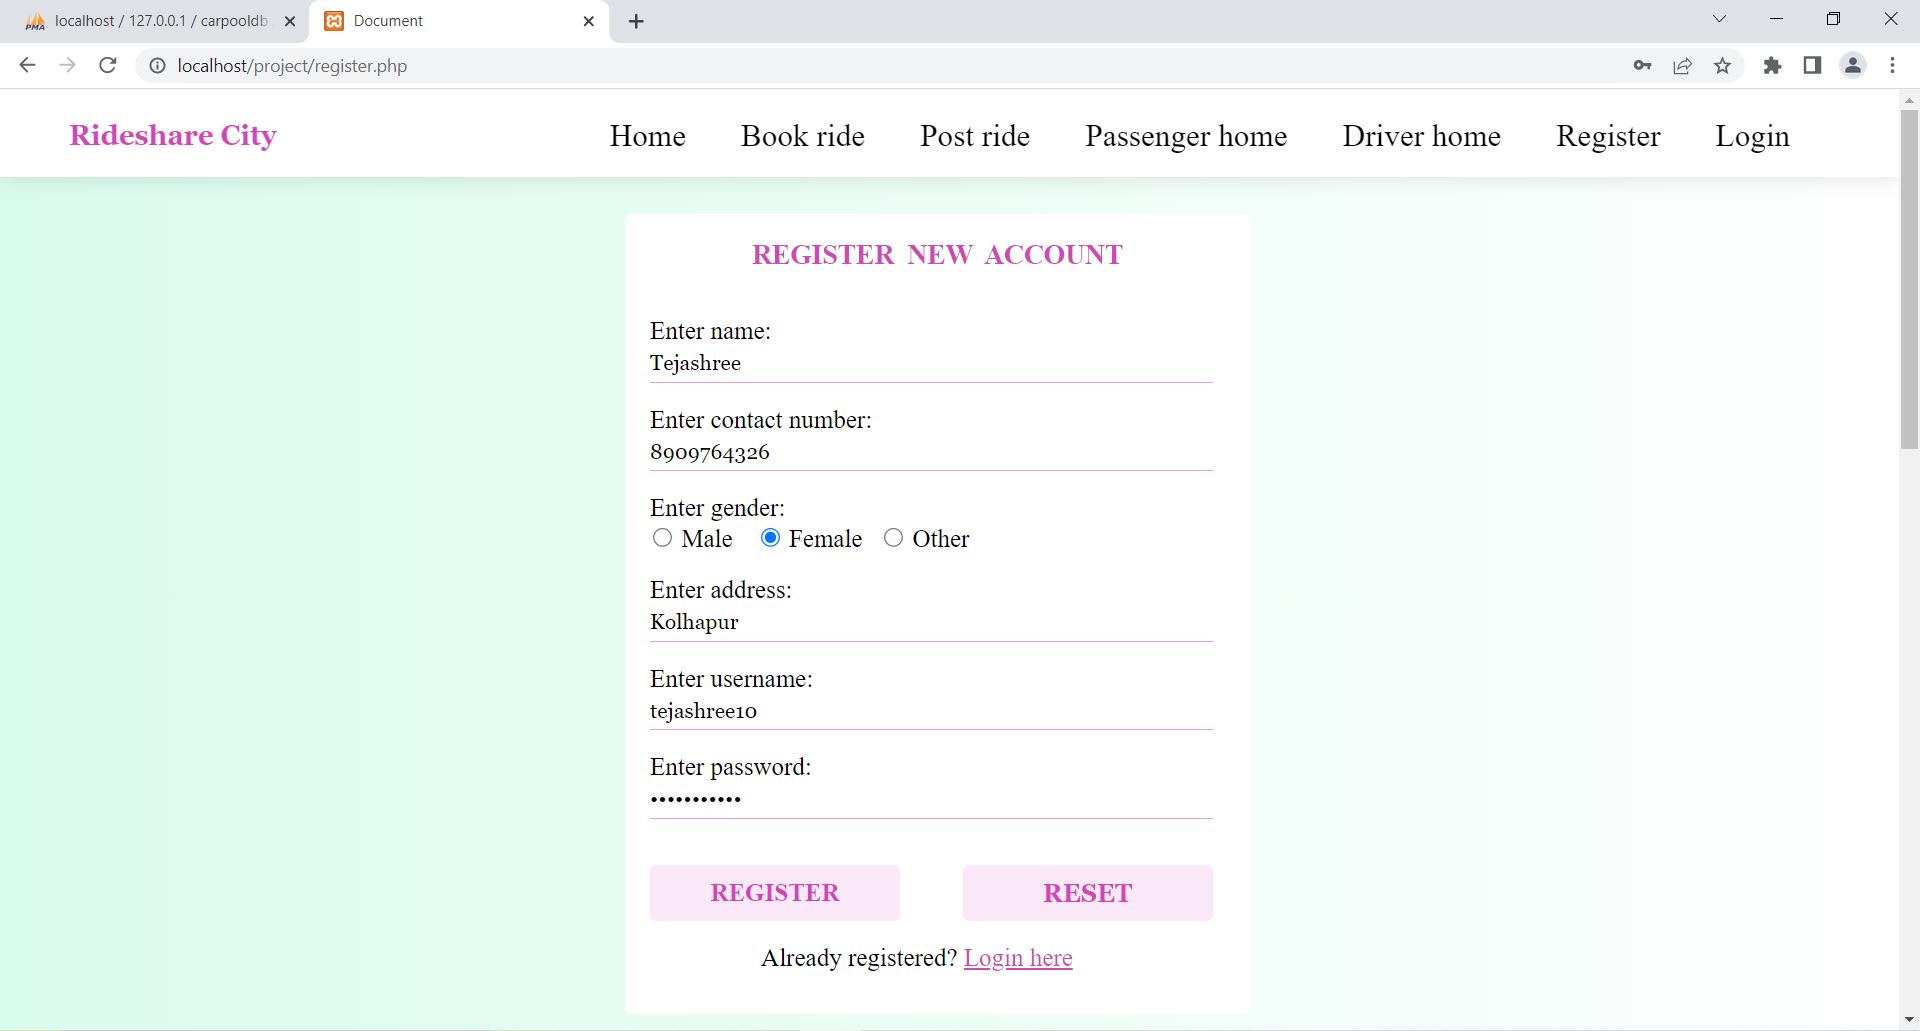 localhost / 127.0.0.1 / carpooldb
Document
localhost/project/register.php
Rideshare City
Home
Book ride
Post ride
Passenger home
Driver home
Register
Login
REGISTER NEW ACCOUNT
Enter name:
Tejashree
Enter contact number:
8909764326
Enter gender:
Male Female Other
Enter address:
Kolhapur
Enter username:
tejashree10
Enter password:
•••••••••••
REGISTER
RESET
Already registered? Login here